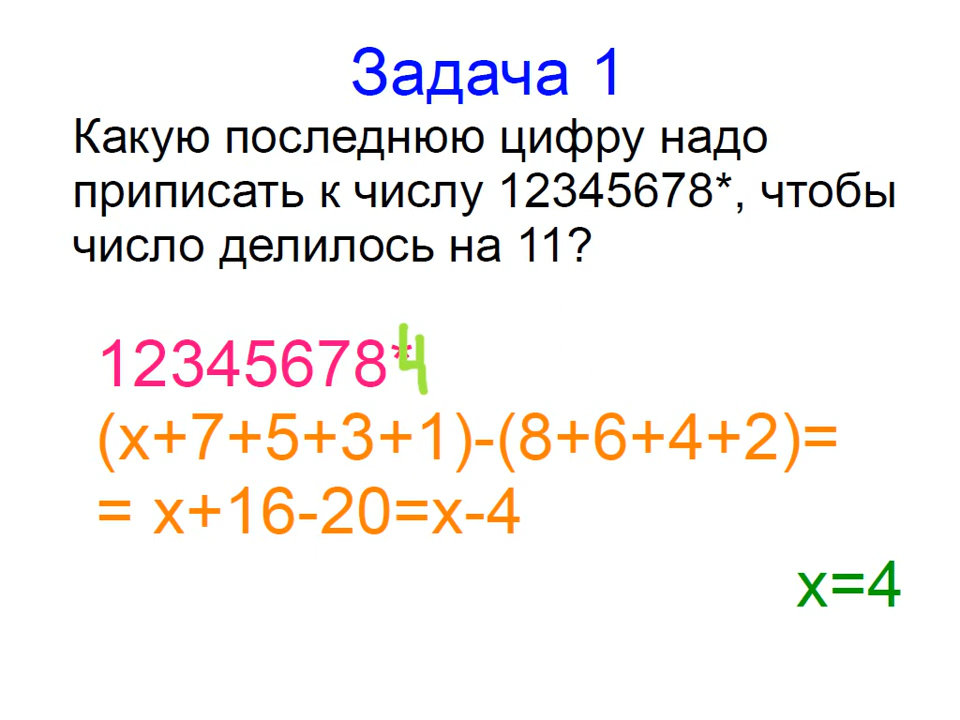 Задача 1
Какую последнюю цифру надо
приписать к числу 12345678*, чтобы
число делилось на 11?
12345678*4
(x+7+5+3+1)-(8+6+4+2)=
= x+16-20=x-4
x=4